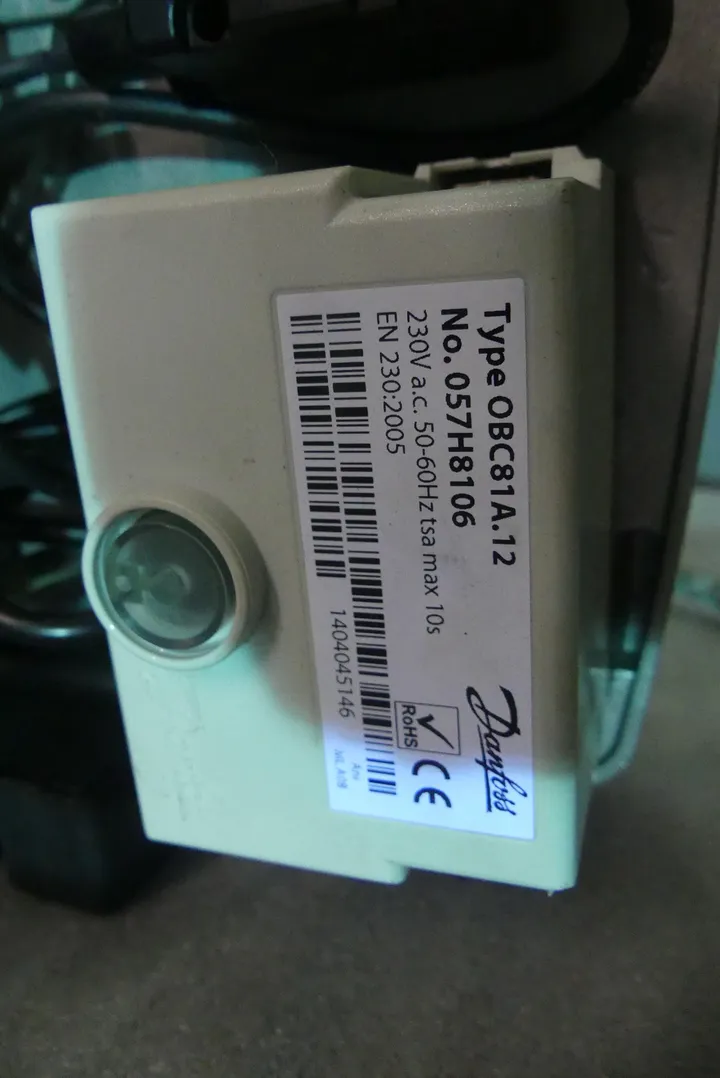 Type OBC81A.12
No. 057H8106
230V a.c. 50-60Hz tsa max 10s
EN 230:2005
Danfoss
RoHS
CE
1404045146